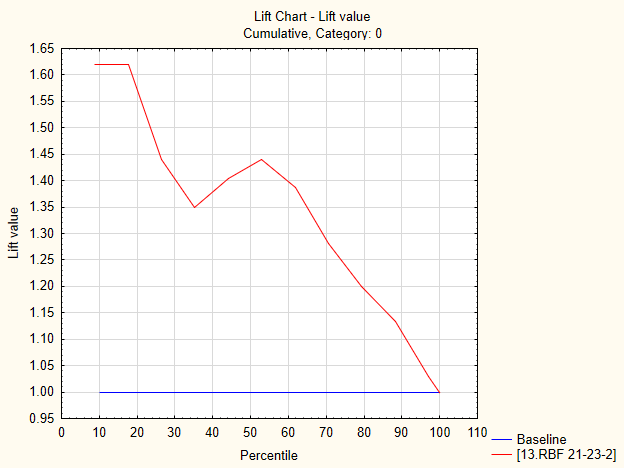 Lift Chart - Lift value
Cumulative, Category: 0
1.65
1.60
1.55
1.50
1.45
1.40
1.35
1.30
1.25
1.20
1.15
1.10
1.05
1.00
0.95
Lift value
0 10 20 30 40 50 60 70 80 90 100 110
Percentile
Baseline
[13.RBF 21-23-2]